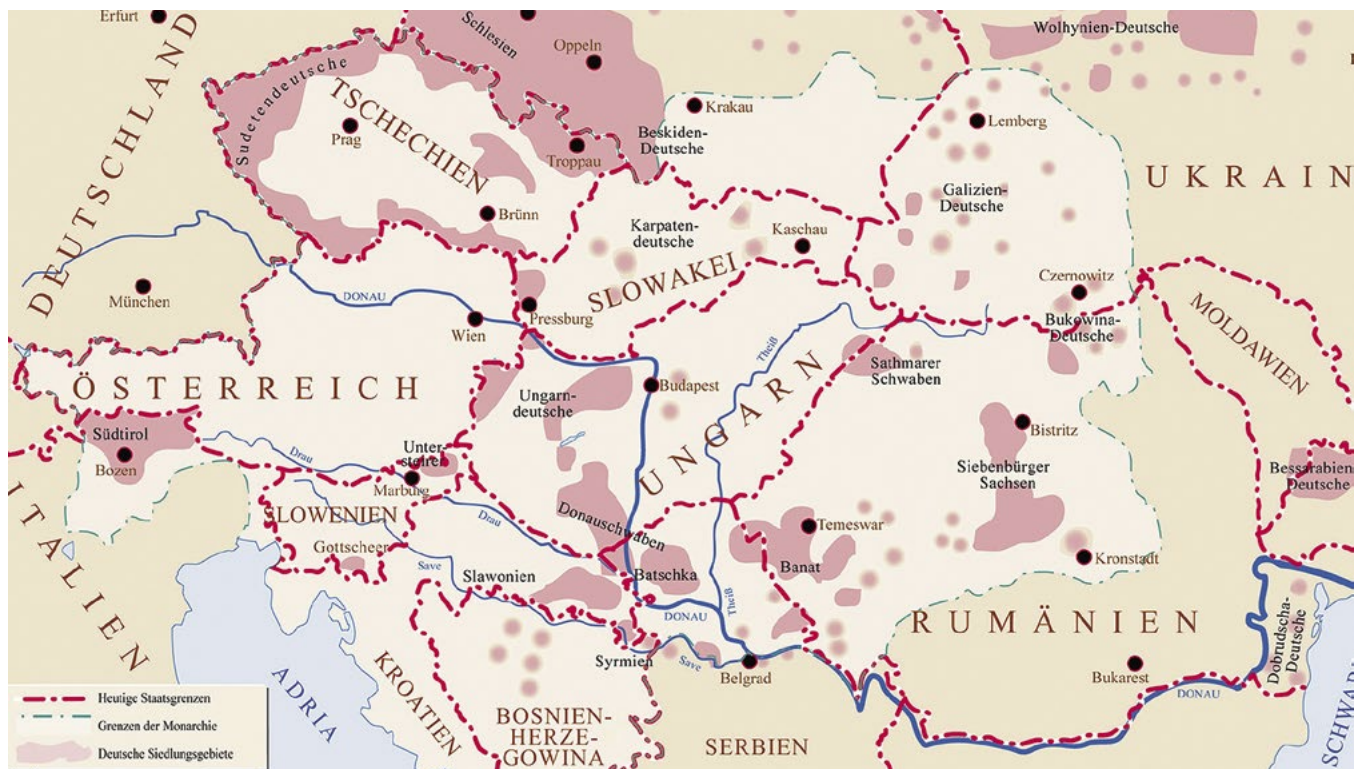 Erfurt
DEUTSCHLAND
Schlesien
Oppeln
Wolhynien-Deutsche
Sudetendeutsche
TSCHECHIEN
Prag
Troppau
Brünn
Krakau
Beskiden-
Deutsche
Lemberg
UKRAIN
Galizien-
Deutsche
Karpaten-
deutsche
Kaschau
SLOWAKEI
München
DONAU
Wien
Pressburg
Czernowitz
Bukowina-
Deutsche
MOLDAWIEN
ÖSTERREICH
Ungarn-
deutsche
Budapest
Theiß
UNGARN
Sathmarer
Schwaben
Südtirol
Bozen
Drau
Unter-
steirer
Marburg
Bistritz
Siebenbürger
Sachsen
Bessarabien-
Deutsche
ITALIEN
SLOWENIEN
Gottscheer
Drau
Save
Slawonien
Donauschwaben
Batschka
Theiß
Temeswar
Banat
Kronstadt
DONAU
Syrmien
Save
Belgrad
RUMÄNIEN
Bukarest
DONAU
Dobrudscha-
Deutsche
SCHWAR
ADRIA
KROATIEN
BOSNIEN-
HERZE-
GOWINA
SERBIEN
Heutige Staatsgrenzen
Grenzen der Monarchie
Deutsche Siedlungsgebiete